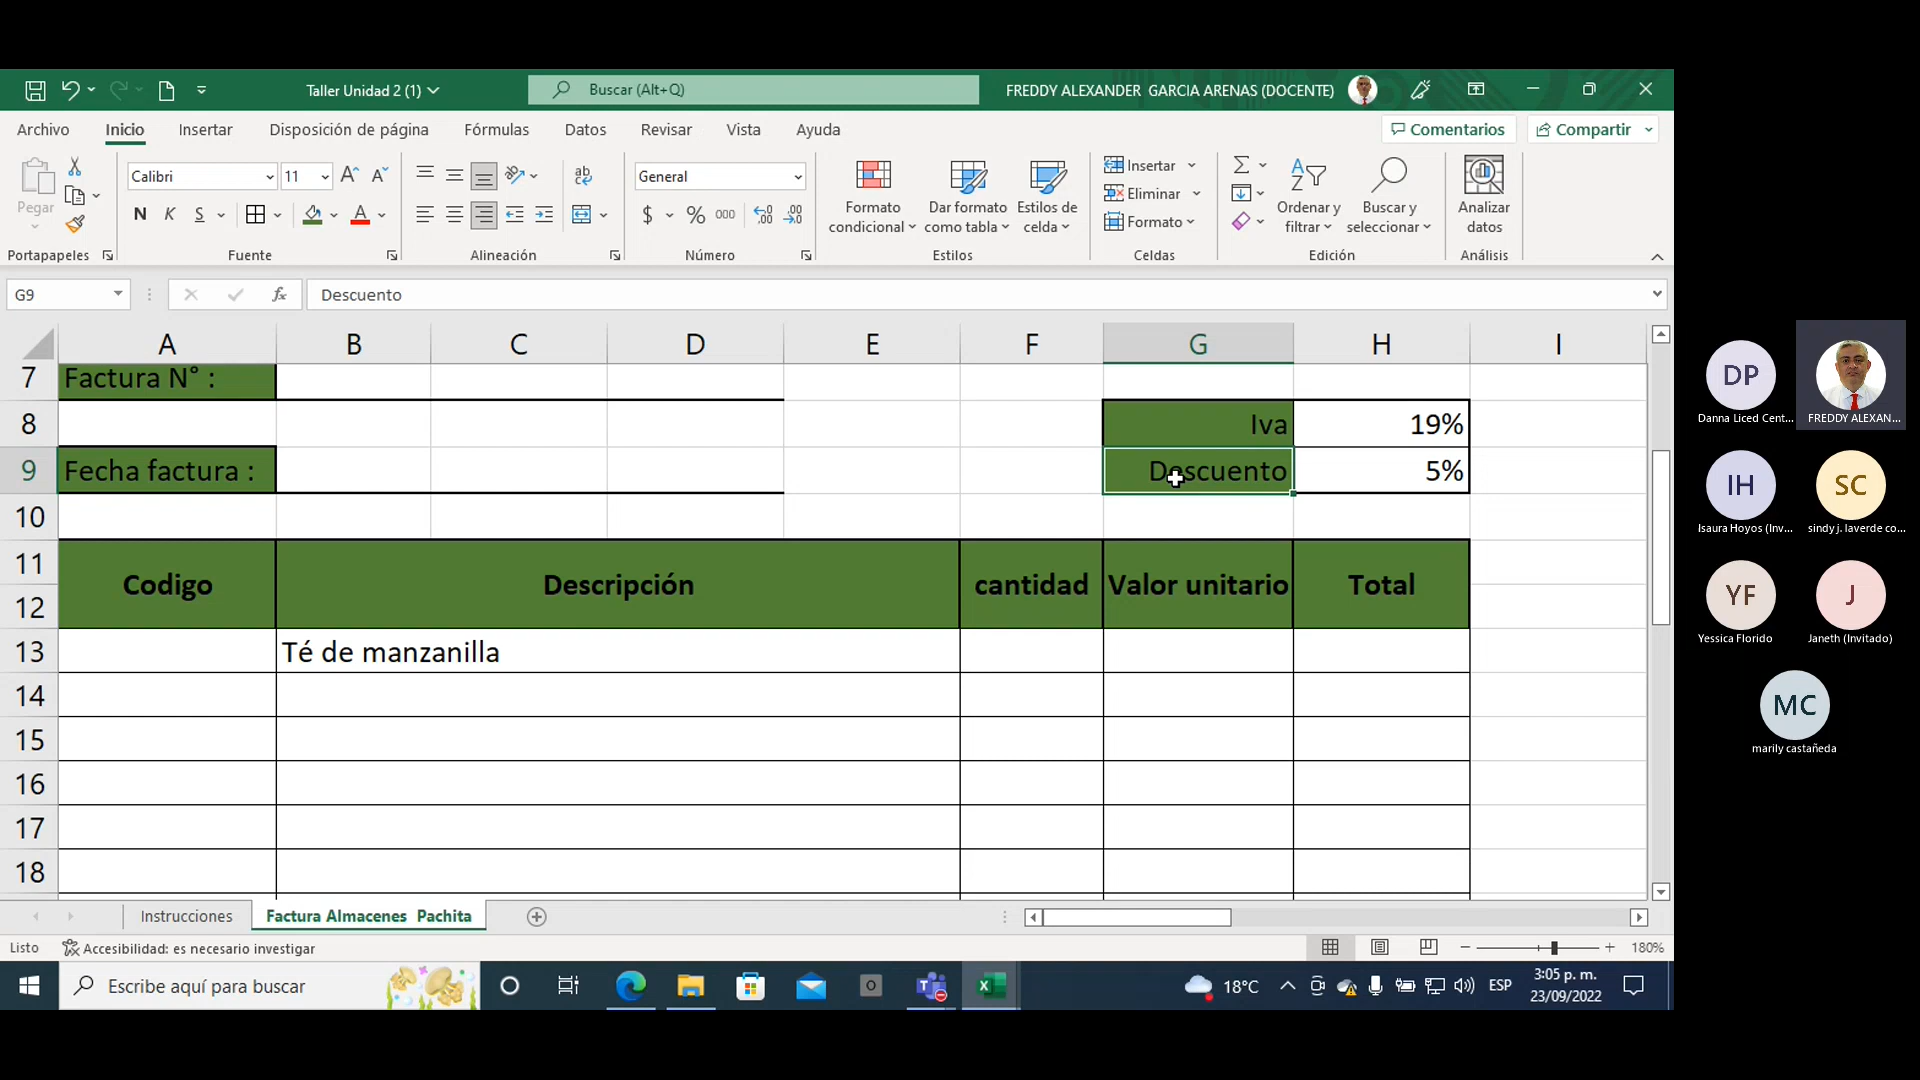 Taller Unidad 2 (1)
Buscar (Alt+Q)
FREDDY ALEXANDER GARCIA ARENAS (DOCENTE)
Archivo
Inicio
Insertar
Disposición de página
Fórmulas
Datos
Revisar
Vista
Ayuda
Comentarios
Compartir
Pegar
Calibri
11
General
N K S
$ % 000
Formato condicional
Dar formato como tabla
Estilos de celda
Insertar
Eliminar
Formato
Ordenar y filtrar
Buscar y seleccionar
Analizar datos
Portapapeles
Fuente
Alineación
Número
Estilos
Celdas
Edición
Análisis
G9
fx
Descuento
A B C D E F G H I
7 Factura N° :
8 Iva 19%
9 Fecha factura : Descuento 5%
10
11
12
Codigo Descripción cantidad Valor unitario Total
13 Té de manzanilla
14
15
16
17
18
Instrucciones
Factura Almacenes Pachita
Listo
Accesibilidad: es necesario investigar
180%
Escribe aquí para buscar
18°C
ESP
3:05 p. m.
23/09/2022
DP
Danna Liced Cent...
FREDDY ALEXAN...
IH
Isaura Hoyos (Inv...
SC
sindy j. laverde co...
YF
Yessica Florido
J
Janeth (Invitado)
MC
marily castañeda